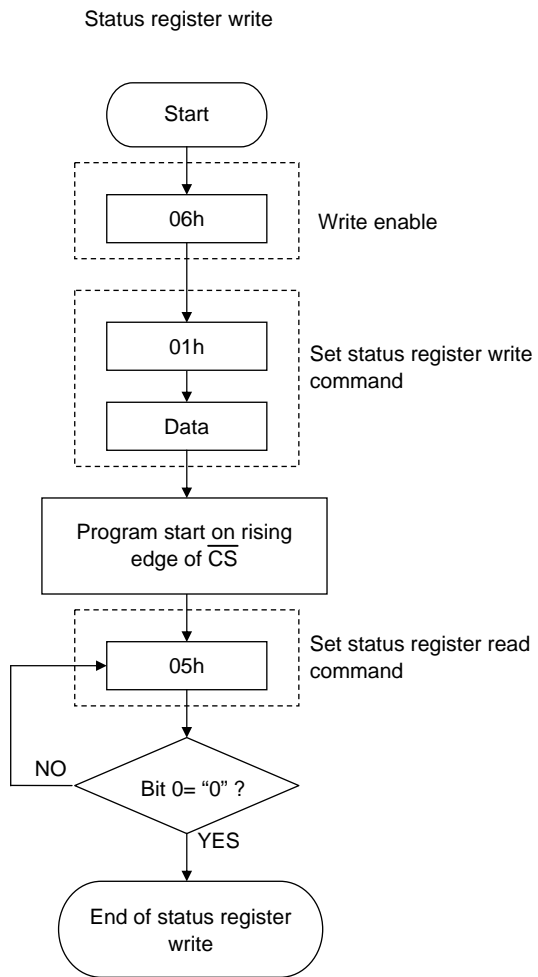 Status register write
Start
06h
Write enable
01h
Set status register write
command
Data
Program start on rising
edge of C̅S̅
Set status register read
command
05h
NO
Bit 0= “0” ?
YES
End of status register
write